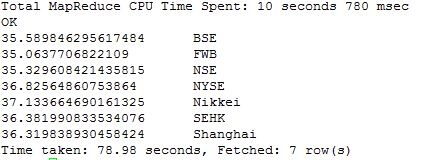 Total MapReduce CPU Time Spent: 10 seconds 780 msec
OK
35.589846295617484 BSE
35.0637706822109 FWB
35.329608421435815 NSE
36.82564860753864 NYSE
37.133664690161325 Nikkei
36.381990833534076 SEHK
36.319838930458424 Shanghai
Time taken: 78.98 seconds, Fetched: 7 row(s)